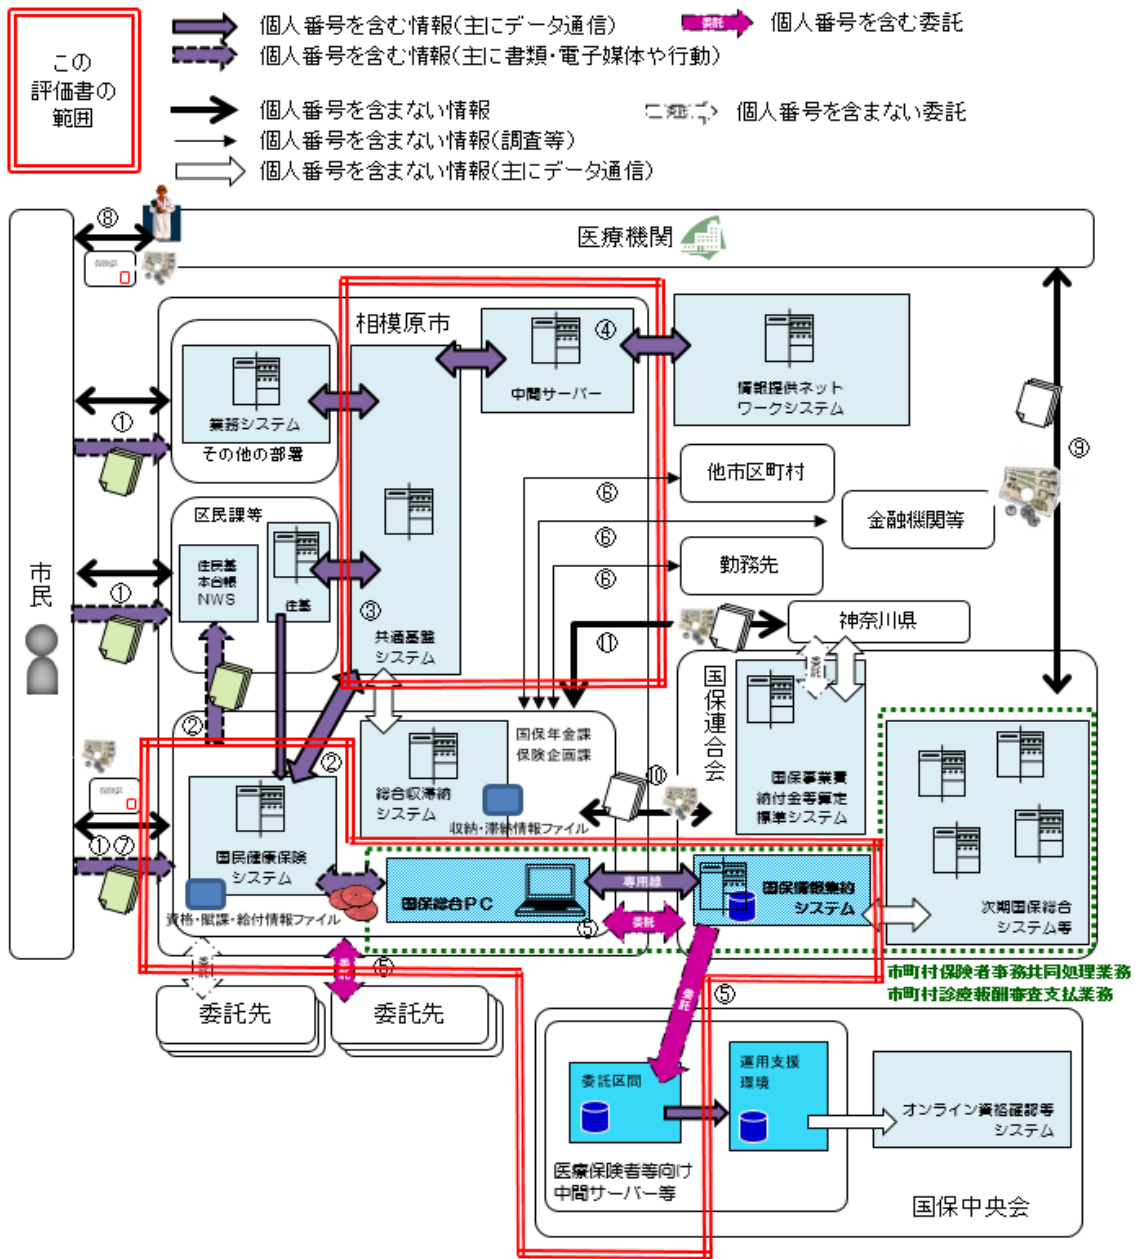 この
評価書の
範囲
個人番号を含む情報(主にデータ通信)
委託
個人番号を含む委託
個人番号を含む情報(主に書類・電子媒体や行動)
個人番号を含まない情報
個人番号を含まない委託
個人番号を含まない情報(調査等)
個人番号を含まない情報(主にデータ通信)
⑧
医療機関
相模原市
④
中間サーバー
情報提供ネット
ワークシステム
業務システム
その他の部署
①
⑨
他市区町村
⑥
金融機関等
⑥
勤務先
⑥
区民課等
住民基
本台帳
NWS
住基
①
③
共通基盤
システム
市民
神奈川県
⑪
委託
国保連合会
②
②
国保年金課
保険企画課
総合収滞納
システム
収納・滞納情報ファイル
⑩
国保事業費
納付金等算定
標準システム
①⑦
国民健康保険
システム
資格・賦課・給付情報ファイル
国保総合PC
専用線
国保情報集約
システム
⑤
委託
次期国保総合
システム等
市町村保険者事務共同処理業務
市町村診療報酬審査支払業務
委託
委託
⑥
委託
⑤
委託先
委託先
委託区間
運用支援
環境
オンライン資格確認等
システム
医療保険者等向け
中間サーバー等
国保中央会